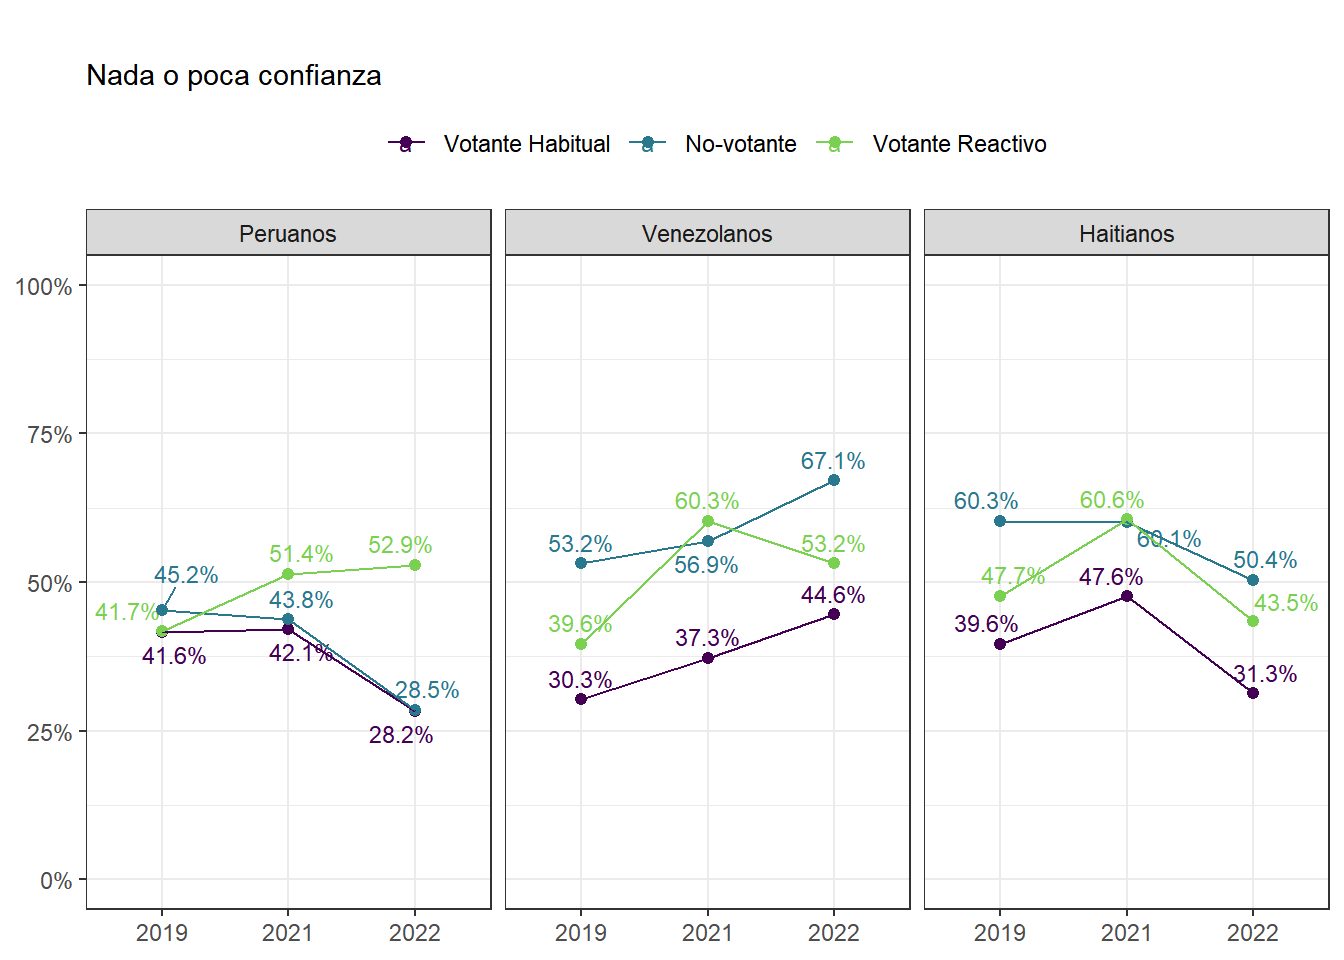 Nada o poca confianza
a Votante Habitual a No-votante a Votante Reactivo
Peruanos Venezolanos Haitianos
100%
75%
50%
25%
0%
45.2% 51.4% 52.9%
41.7% 43.8% 28.5%
41.6% 42.1% 28.2%
53.2% 60.3% 67.1%
39.6% 56.9% 53.2%
30.3% 37.3% 44.6%
60.3% 60.6% 50.4%
47.7% 60.1% 43.5%
39.6% 47.6% 31.3%
2019 2021 2022 2019 2021 2022 2019 2021 2022